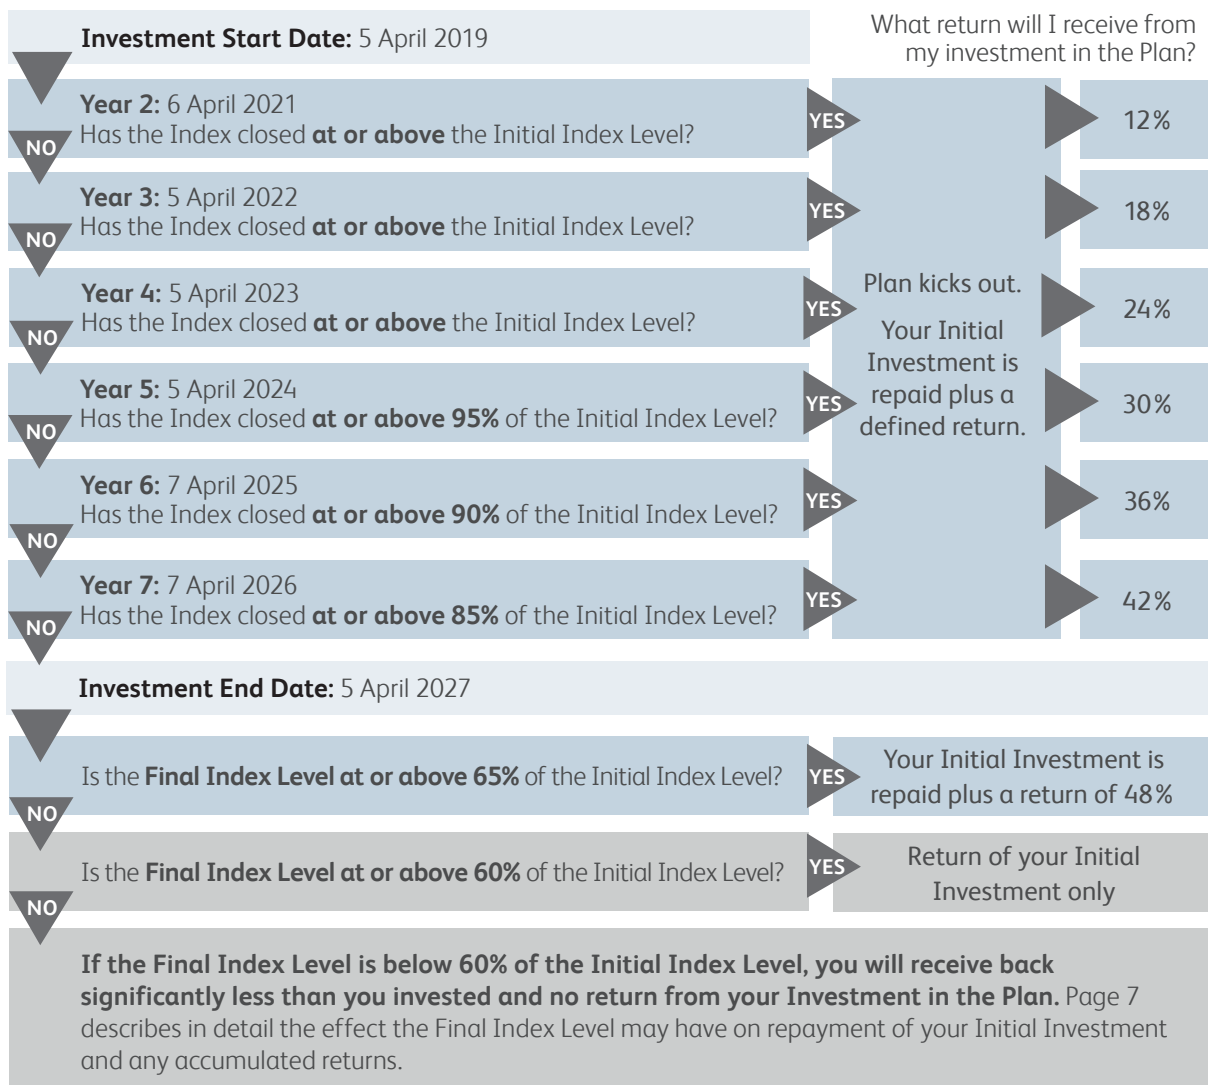 Investment Start Date: 5 April 2019
What return will I receive from
my investment in the Plan?
Year 2: 6 April 2021
Has the Index closed at or above the Initial Index Level?
YES
12%
NO
Year 3: 5 April 2022
Has the Index closed at or above the Initial Index Level?
YES
18%
NO
Year 4: 5 April 2023
Has the Index closed at or above the Initial Index Level?
YES
24%
NO
Plan kicks out.
Your Initial
Investment is
repaid plus a
defined return.
Year 5: 5 April 2024
Has the Index closed at or above 95% of the Initial Index Level?
YES
30%
NO
Year 6: 7 April 2025
Has the Index closed at or above 90% of the Initial Index Level?
YES
36%
NO
Year 7: 7 April 2026
Has the Index closed at or above 85% of the Initial Index Level?
YES
42%
NO
Investment End Date: 5 April 2027
Is the Final Index Level at or above 65% of the Initial Index Level?
YES
Your Initial Investment is
repaid plus a return of 48%
NO
Is the Final Index Level at or above 60% of the Initial Index Level?
YES
Return of your Initial
Investment only
NO
If the Final Index Level is below 60% of the Initial Index Level, you will receive back
significantly less than you invested and no return from your Investment in the Plan. Page 7
describes in detail the effect the Final Index Level may have on repayment of your Initial Investment
and any accumulated returns.